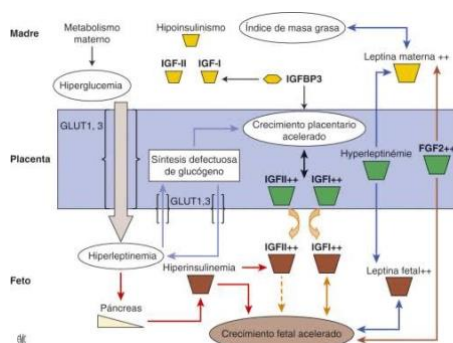 Madre
Metabolismo
materno
Hipoinsulinismo
Índice de masa grasa
IGF-II IGF-I
IGFBP3
Leptina materna ++
Hiperglucemia
GLUT1, 3
Crecimiento placentario
acelerado
Placenta
Síntesis defectuosa
de glucógeno
Hyperleptinémie
FGF2++
IGFII++ IGFI++
GLUT1,3
Hiperleptinemia
Feto
Hiperinsulinemia
IGFII++ IGFI++
Leptina fetal++
Páncreas
Crecimiento fetal acelerado